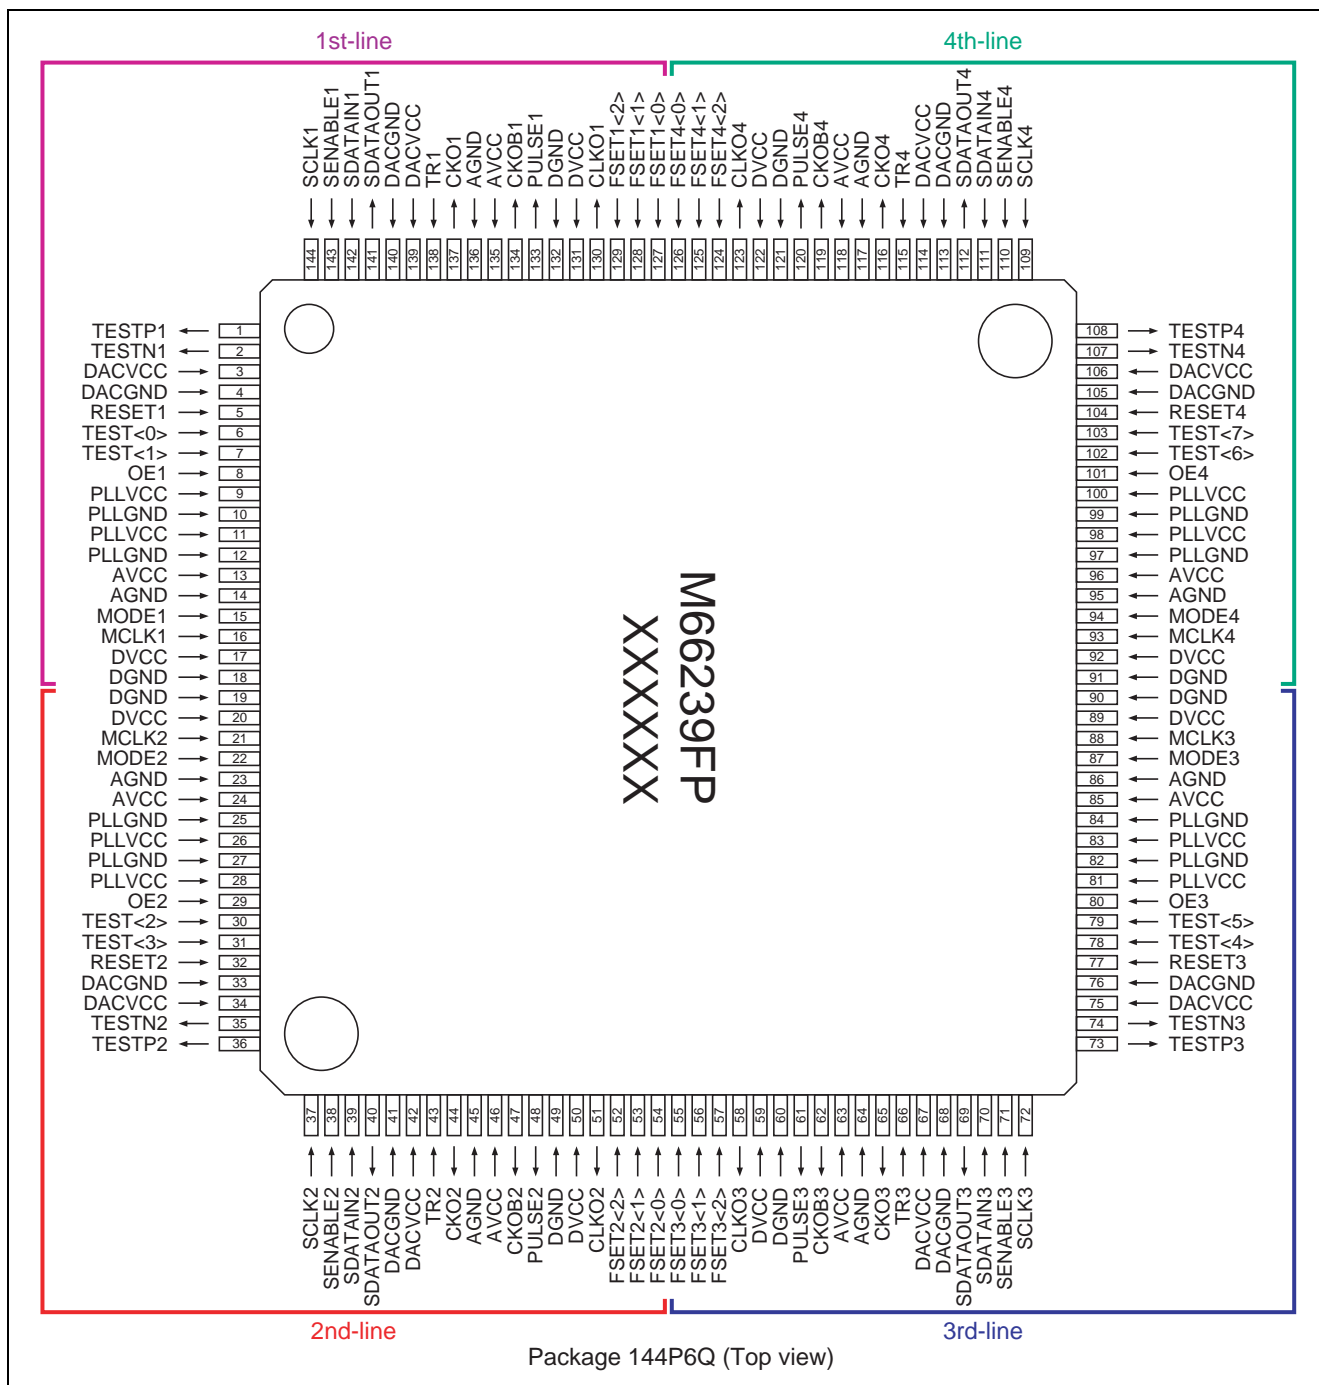 1st-line
4th-line
SCLK1
SENABLE1
SDATAIN1
SDATAOUT1
DACGND
DACVCC
TR1
CKO1
AGND
AVCC
CKOB1
PULSE1
DGND
DVCC
CLKO1
FSET1<2>
FSET1<1>
FSET1<0>
FSET4<0>
FSET4<1>
FSET4<2>
CLKO4
DVCC
DGND
PULSE4
CKOB4
AVCC
AGND
CKO4
TR4
DACVCC
DACGND
SDATAOUT4
SDATAIN4
SENABLE4
SCLK4
144 143 142 141 140 139 138 137 136 135 134 133 132 131 130 129 128 127 126 125 124 123 122 121 120 119 118 117 116 115 114 113 112 111 110 109
TESTP1 1
TESTN1 2
DACVCC 3
DACGND 4
RESET1 5
TEST<0> 6
TEST<1> 7
OE1 8
PLLVCC 9
PLLGND 10
PLLVCC 11
PLLGND 12
AVCC 13
AGND 14
MODE1 15
MCLK1 16
DVCC 17
DGND 18
DGND 19
DVCC 20
MCLK2 21
MODE2 22
AGND 23
AVCC 24
PLLGND 25
PLLVCC 26
PLLGND 27
PLLVCC 28
OE2 29
TEST<2> 30
TEST<3> 31
RESET2 32
DACGND 33
DACVCC 34
TESTN2 35
TESTP2 36
M66239FP
XXXXXXX
108 TESTP4
107 TESTN4
106 DACVCC
105 DACGND
104 RESET4
103 TEST<7>
102 TEST<6>
101 OE4
100 PLLVCC
99 PLLGND
98 PLLVCC
97 PLLGND
96 AVCC
95 AGND
94 MODE4
93 MCLK4
92 DVCC
91 DGND
90 DGND
89 DVCC
88 MCLK3
87 MODE3
86 AGND
85 AVCC
84 PLLGND
83 PLLVCC
82 PLLGND
81 PLLVCC
80 OE3
79 TEST<5>
78 TEST<4>
77 RESET3
76 DACGND
75 DACVCC
74 TESTN3
73 TESTP3
37 38 39 40 41 42 43 44 45 46 47 48 49 50 51 52 53 54 55 56 57 58 59 60 61 62 63 64 65 66 67 68 69 70 71 72
SCLK2
SENABLE2
SDATAIN2
SDATAOUT2
DACGND
DACVCC
TR2
CKO2
AGND
AVCC
CKOB2
PULSE2
DGND
DVCC
CLKO2
FSET2<2>
FSET2<1>
FSET2<0>
FSET3<0>
FSET3<1>
FSET3<2>
CLKO3
DVCC
DGND
PULSE3
CKOB3
AVCC
AGND
CKO3
TR3
DACVCC
DACGND
SDATAOUT3
SDATAIN3
SENABLE3
SCLK3
2nd-line
3rd-line
Package 144P6Q (Top view)